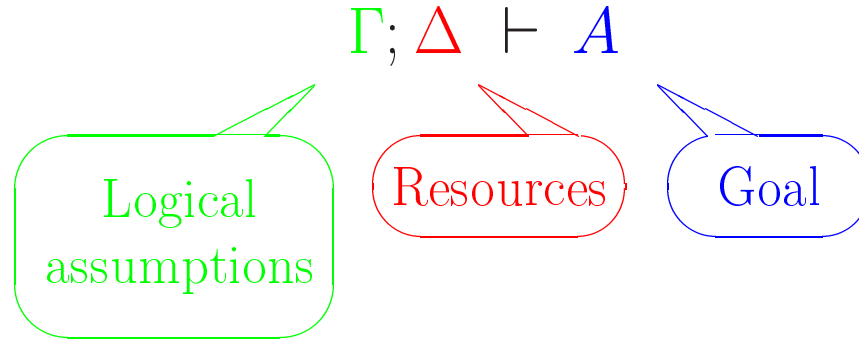 Γ; Δ ⊢ A
Logical
assumptions
Resources
Goal